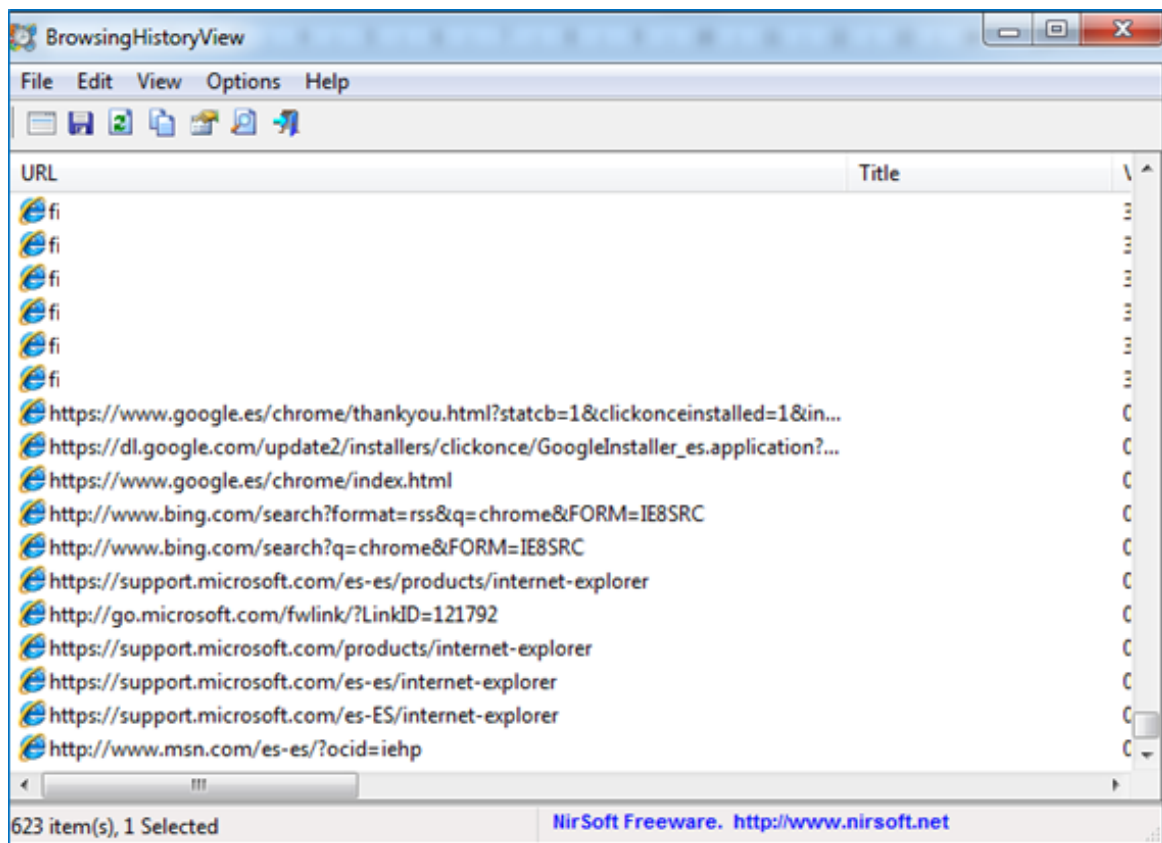 BrowsingHistoryView
File Edit View Options Help
URL Title
fi
fi
fi
fi
fi
fi
https://www.google.es/chrome/thankyou.html?statcb=1&clickonceinstalled=1&in...
https://dl.google.com/update2/installers/clickonce/GoogleInstaller_es.application?...
https://www.google.es/chrome/index.html
http://www.bing.com/search?format=rss&q=chrome&FORM=IE8SRC
http://www.bing.com/search?q=chrome&FORM=IE8SRC
https://support.microsoft.com/es-es/products/internet-explorer
http://go.microsoft.com/fwlink/?LinkID=121792
https://support.microsoft.com/products/internet-explorer
https://support.microsoft.com/es-es/internet-explorer
https://support.microsoft.com/es-ES/internet-explorer
http://www.msn.com/es-es/?ocid=iehp
623 item(s), 1 Selected NirSoft Freeware. http://www.nirsoft.net